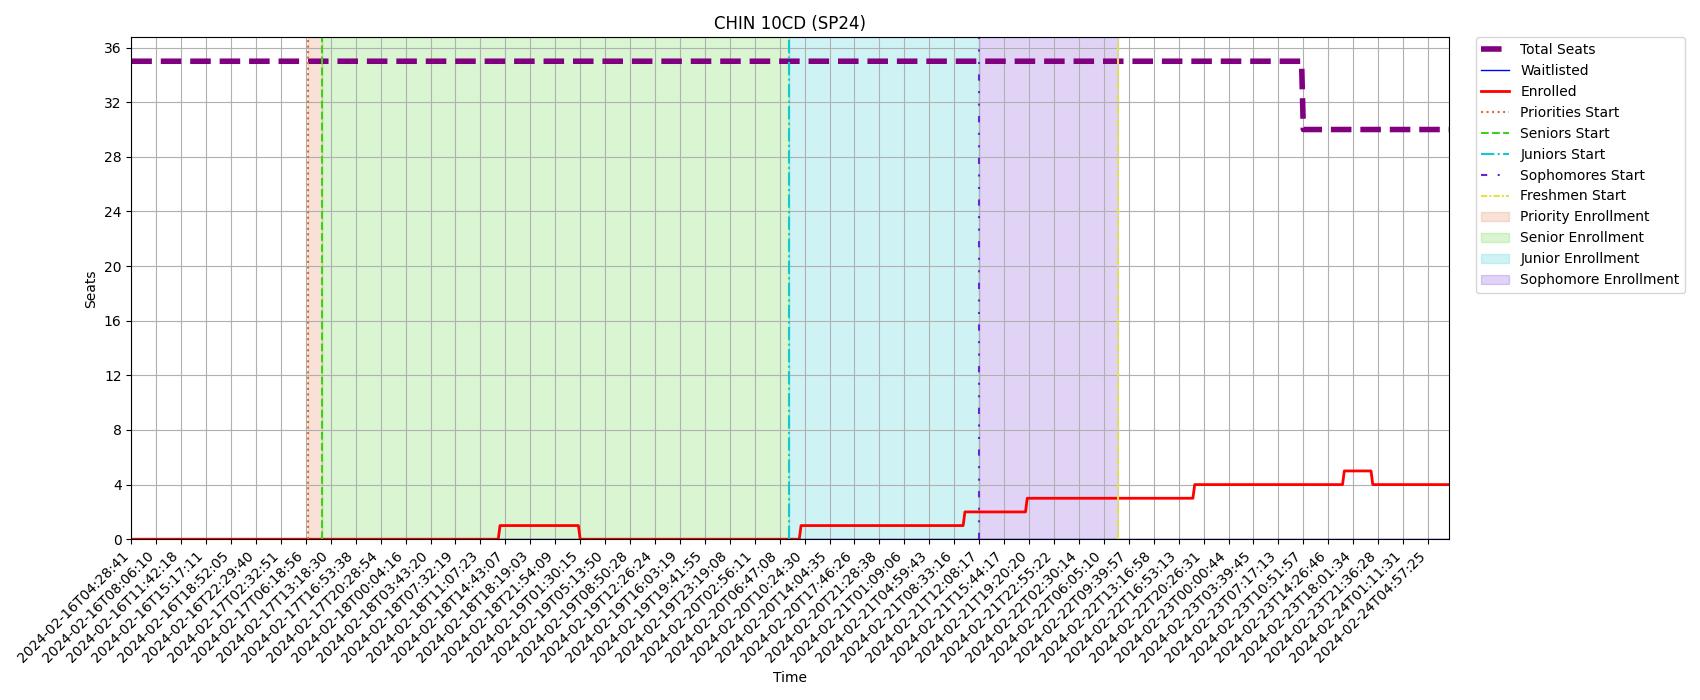 CHIN 10CD (SP24)
Seats
36
32
28
24
20
16
12
8
4
0
2024-02-16T04:28:41
2024-02-16T08:06:10
2024-02-16T11:42:18
2024-02-16T15:17:11
2024-02-16T18:52:05
2024-02-16T22:29:40
2024-02-17T02:32:51
2024-02-17T06:18:56
2024-02-17T13:18:30
2024-02-17T16:53:38
2024-02-17T20:28:54
2024-02-18T00:04:16
2024-02-18T03:43:20
2024-02-18T07:32:19
2024-02-18T11:07:23
2024-02-18T14:43:07
2024-02-18T18:19:03
2024-02-18T21:54:09
2024-02-19T01:30:15
2024-02-19T05:13:50
2024-02-19T08:50:28
2024-02-19T12:26:24
2024-02-19T16:03:19
2024-02-19T19:41:55
2024-02-19T23:19:08
2024-02-20T02:56:11
2024-02-20T06:47:08
2024-02-20T10:24:30
2024-02-20T14:04:35
2024-02-20T17:46:26
2024-02-20T21:28:38
2024-02-21T01:09:06
2024-02-21T04:59:43
2024-02-21T08:33:16
2024-02-21T12:08:17
2024-02-21T15:44:17
2024-02-21T19:20:20
2024-02-21T22:55:22
2024-02-22T02:30:14
2024-02-22T06:05:10
2024-02-22T09:39:57
2024-02-22T13:16:58
2024-02-22T16:53:13
2024-02-22T20:26:31
2024-02-23T00:00:44
2024-02-23T03:39:45
2024-02-23T07:17:13
2024-02-23T10:51:57
2024-02-23T14:26:46
2024-02-23T18:01:34
2024-02-23T21:36:28
2024-02-24T01:11:31
2024-02-24T04:57:25
Time
Total Seats
Waitlisted
Enrolled
Priorities Start
Seniors Start
Juniors Start
Sophomores Start
Freshmen Start
Priority Enrollment
Senior Enrollment
Junior Enrollment
Sophomore Enrollment